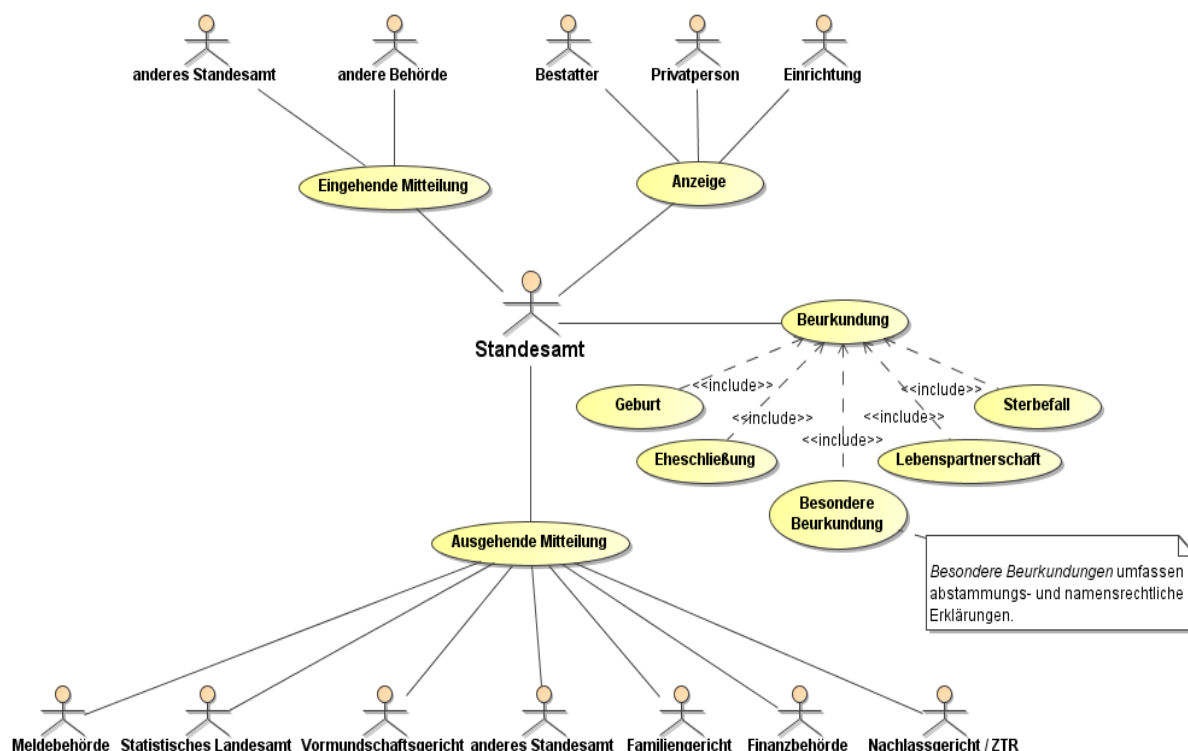 anderes Standesamt
andere Behörde
Bestatter
Privatperson
Einrichtung
Eingehende Mitteilung
Anzeige
Standesamt
Beurkundung
<<include>>
<<include>>
<<include>>
<<include>>
<<include>>
Geburt
Sterbefall
Eheschließung
Lebenspartnerschaft
Besondere
Beurkundung
Ausgehende Mitteilung
Besondere Beurkundungen umfassen
abstammungs- und namensrechtliche
Erklärungen.
Meldebehörde
Statistisches Landesamt
Vormundschaftsgericht
anderes Standesamt
Familiengericht
Finanzbehörde
Nachlassgericht / ZTR